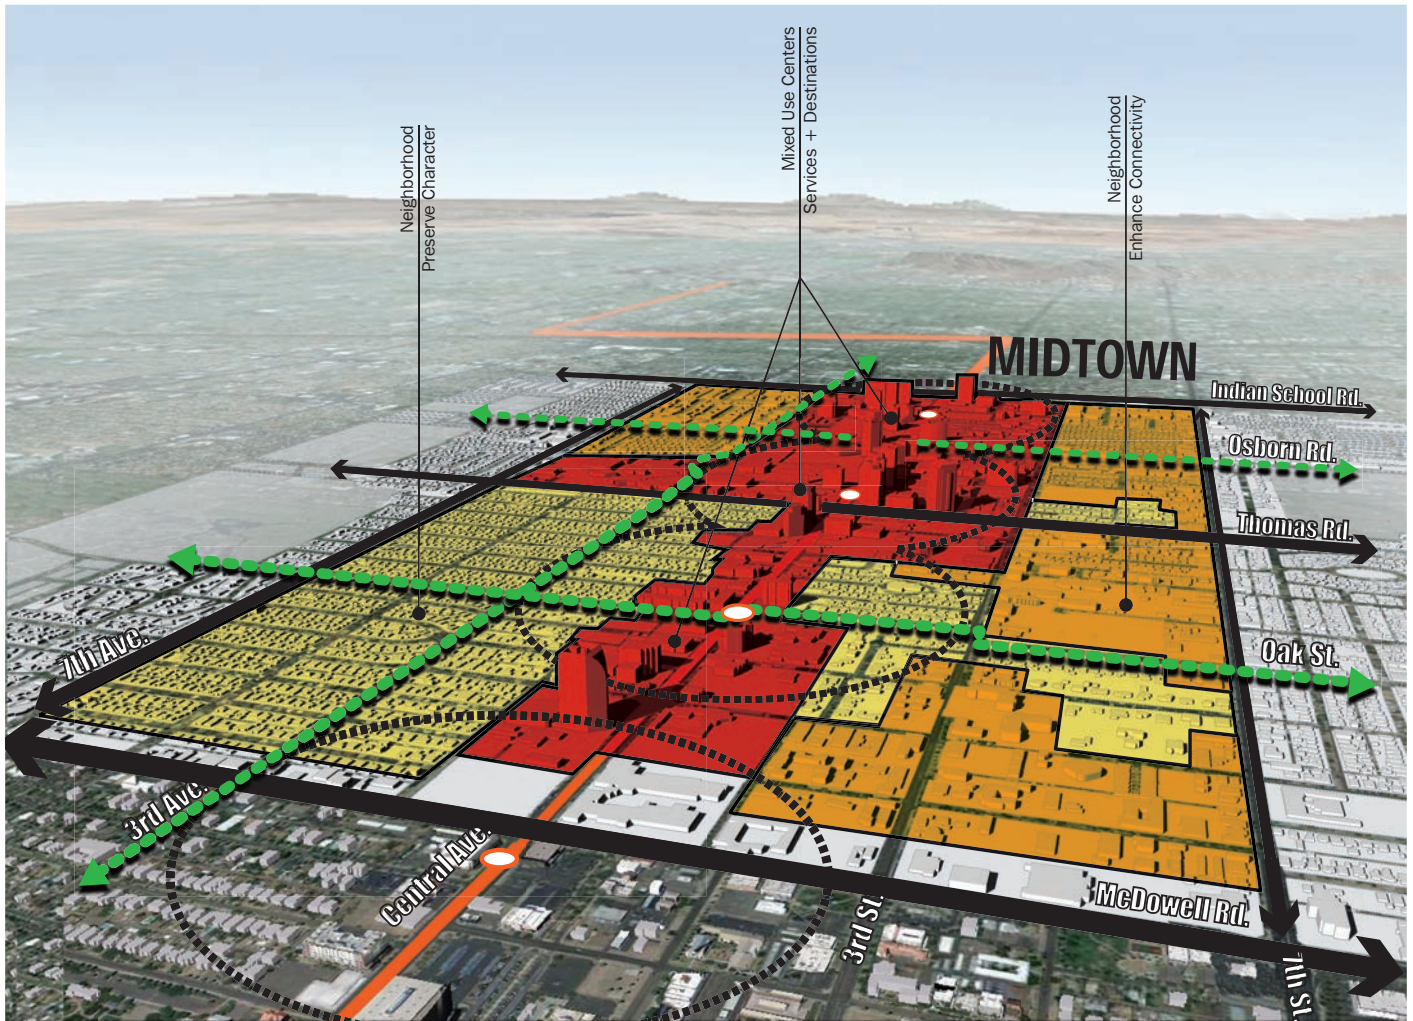 Neighborhood
Preserve Character
Mixed Use Centers
Services + Destinations
Neighborhood
Enhance Connectivity
MIDTOWN
Indian School Rd.
Osborn Rd.
Thomas Rd.
Oak St.
7th Ave.
3rd Ave.
Central Ave.
3rd St.
McDowell Rd.
7th St.